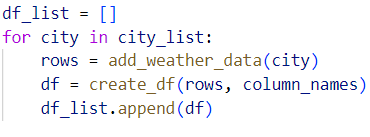 df_list = []
for city in city_list:
    rows = add_weather_data(city)
    df = create_df(rows, column_names)
    df_list.append(df)